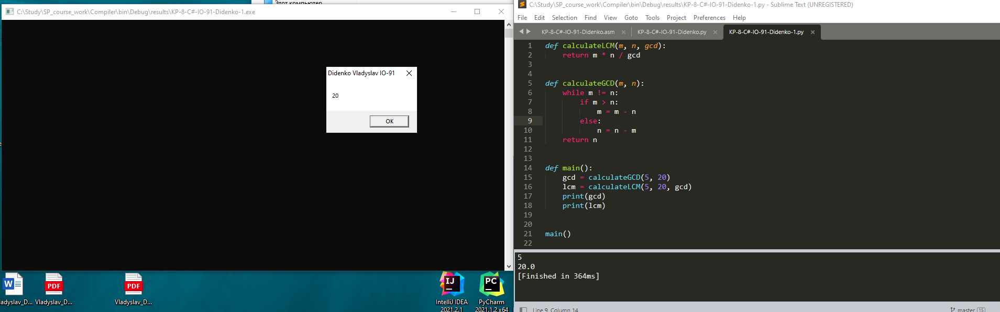 Этот компьютер
C:\Study\SP_course_work\Compiler\bin\Debug\results\KP-8-C#-IO-91-Didenko-1.exe
Didenko Vladyslav IO-91
20
OK
ladyslav_D...
Vladyslav_D...
Vladyslav_D...
W
PDF
PDF
IJ
PC
IntelliJ IDEA
2021.2.1
PyCharm
2021.1.2 x64
C:\Study\SP_course_work\Compiler\bin\Debug\results\KP-8-C#-IO-91-Didenko-1.py - Sublime Text (UNREGISTERED)
File Edit Selection Find View Goto Tools Project Preferences Help
KP-8-C#-IO-91-Didenko.asm KP-8-C#-IO-91-Didenko.py KP-8-C#-IO-91-Didenko-1.py
1 def calculateLCM(m, n, gcd):
2 return m * n / gcd
3
4
5 def calculateGCD(m, n):
6 while m != n:
7 if m > n:
8 m = m - n
9 else:
10 n = n - m
11 return n
12
13
14 def main():
15 gcd = calculateGCD(5, 20)
16 lcm = calculateLCM(5, 20, gcd)
17 print(gcd)
18 print(lcm)
19
20
21 main()
22
5
20.0
[Finished in 364ms]
Line 9, Column 14
master 15